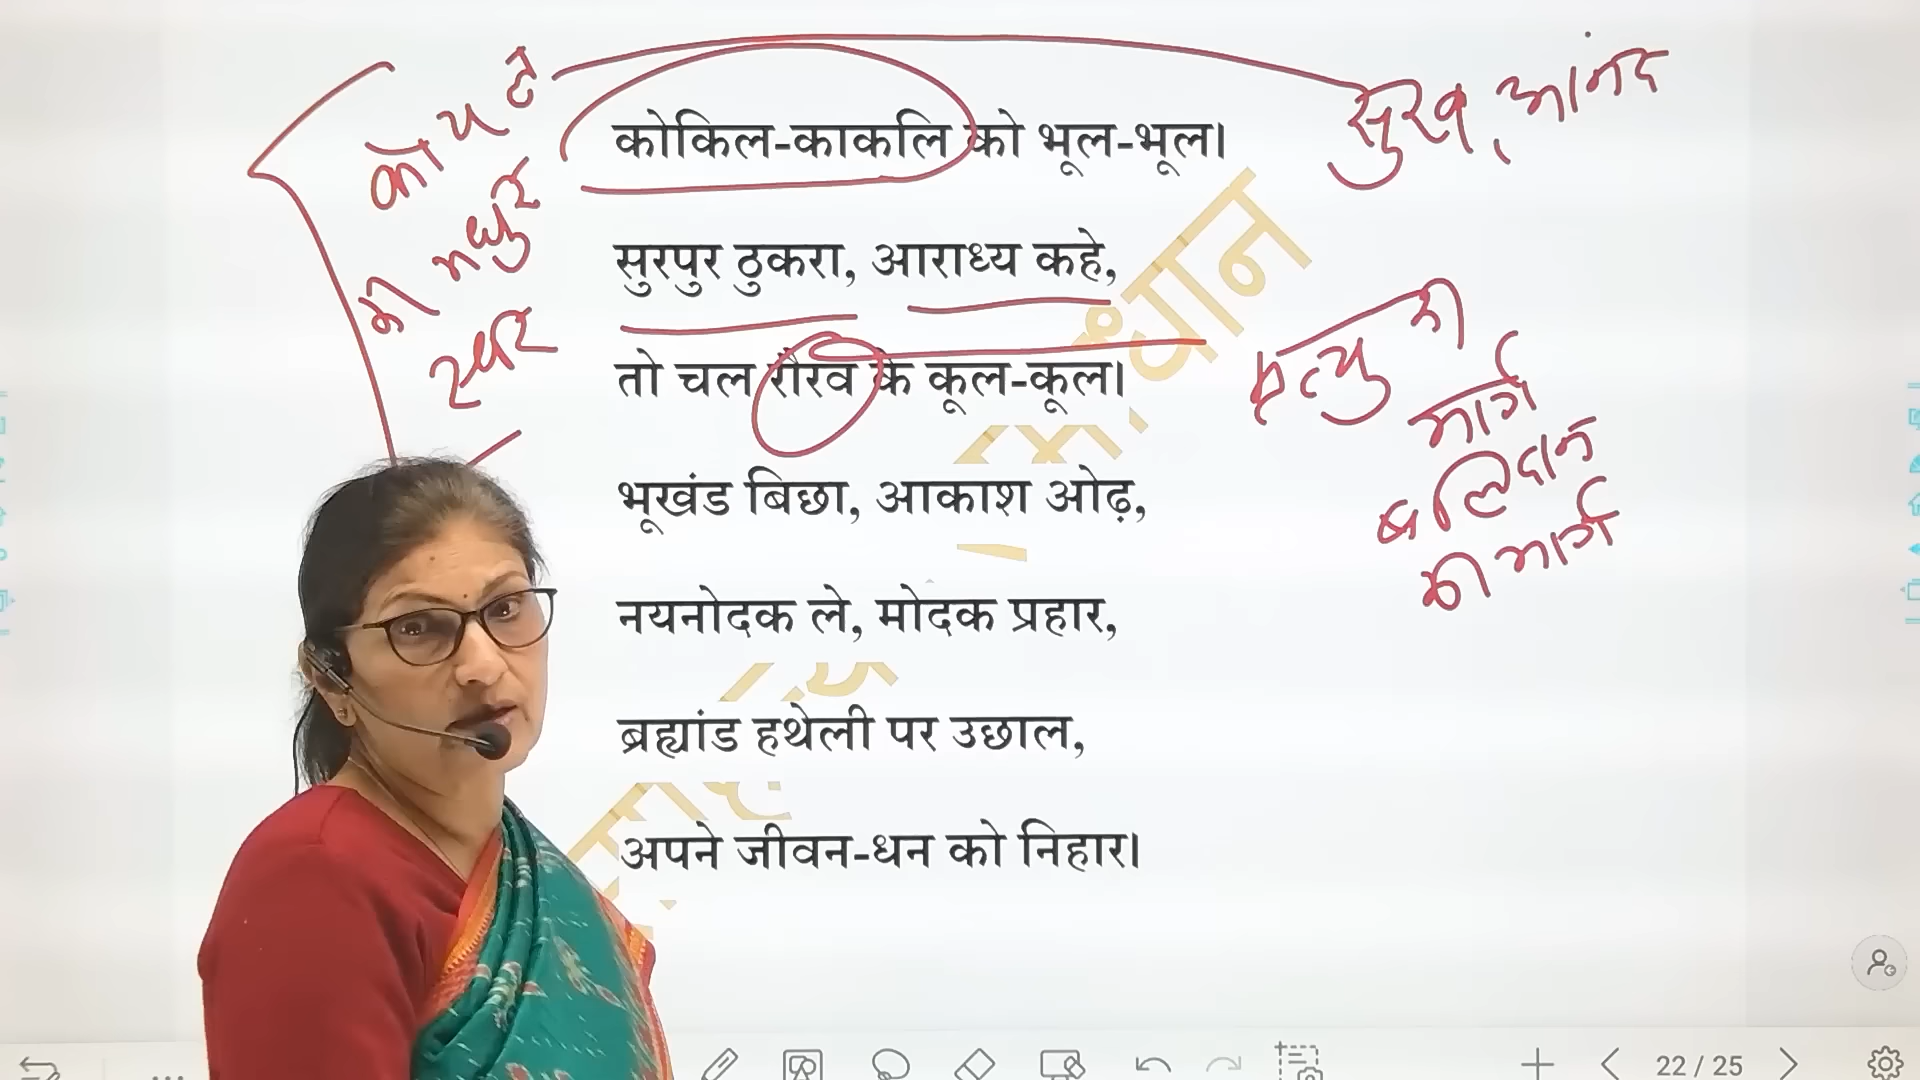 कोकिल-काकलि को भूल-भूल।
सुरपुर ठुकरा, आराध्य कहे,
तो चल रौरव के कूल-कूल।
भूखंड बिछा, आकाश ओढ़,
नयनोदक ले, मोदक प्रहार,
ब्रह्मांड हथेली पर उछाल,
अपने जीवन-धन को निहार।
कोयल
का मधुर
स्वर
सुख, आनंद
मृत्यु का
मार्ग
बलिदान
का मार्ग
22 / 25